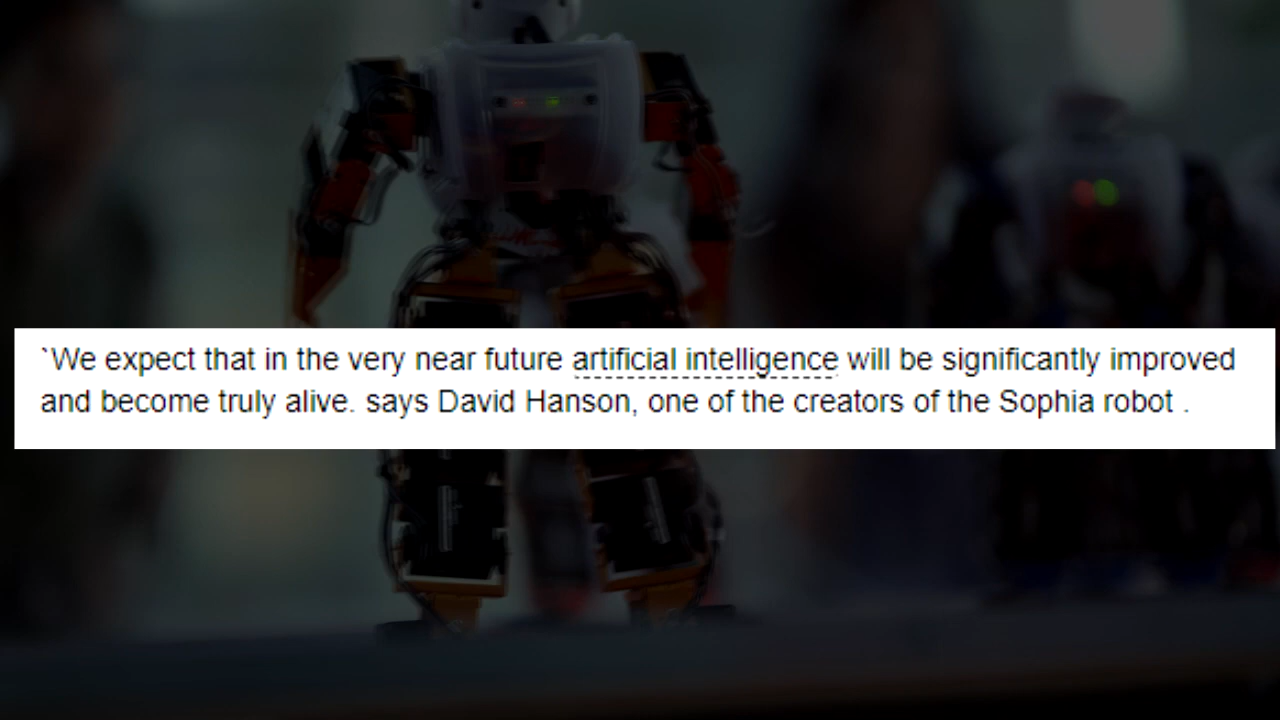 `We expect that in the very near future artificial intelligence will be significantly improved
and become truly alive. says David Hanson, one of the creators of the Sophia robot .